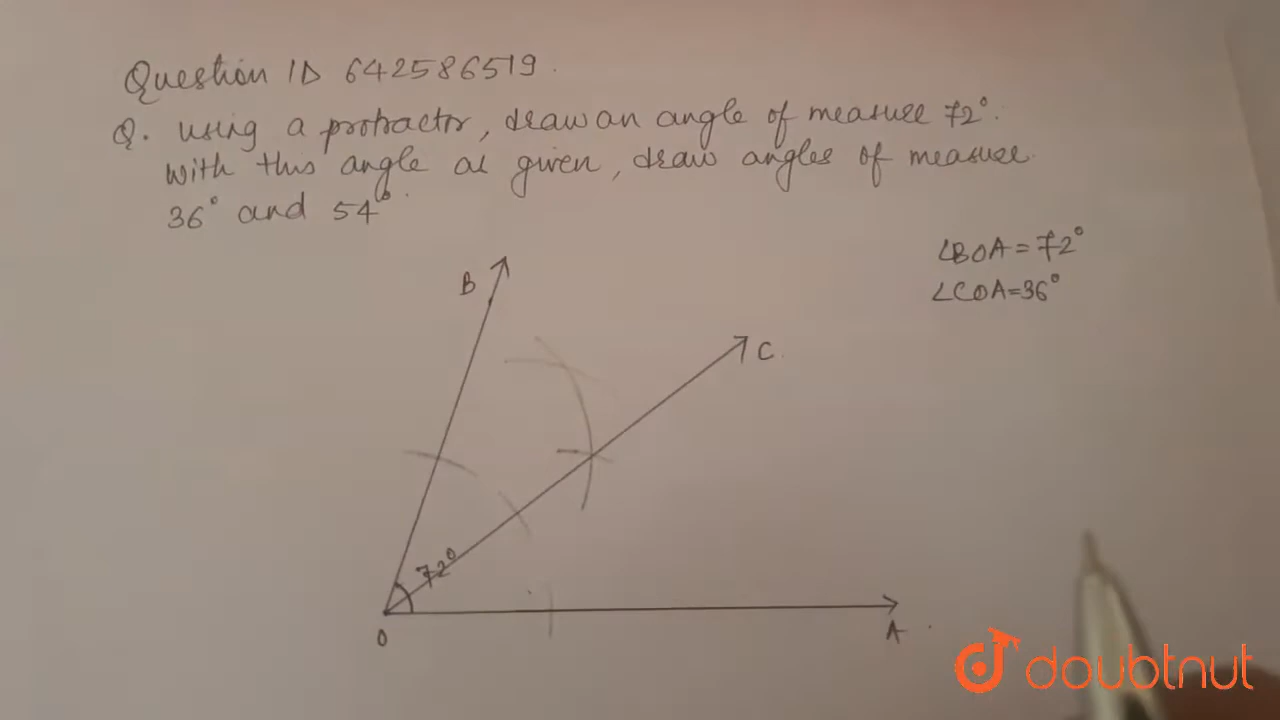 Question ID 642586519.
Q. using a protractor, draw an angle of measure 72°.
With this angle as given, draw angles of measure
36° and 54°.
∠BOA = 72°
∠COA = 36°
B
C
72°
O
A
doubtnut